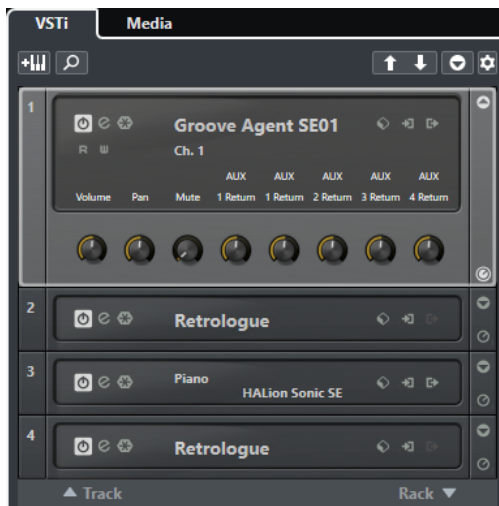 VSTi Media
1
Groove Agent SE01
R W
Ch. 1
AUX AUX AUX AUX AUX
Volume Pan Mute 1 Return 1 Return 2 Return 3 Return 4 Return
2
Retrologue
3
Piano
HALion Sonic SE
4
Retrologue
Track Rack